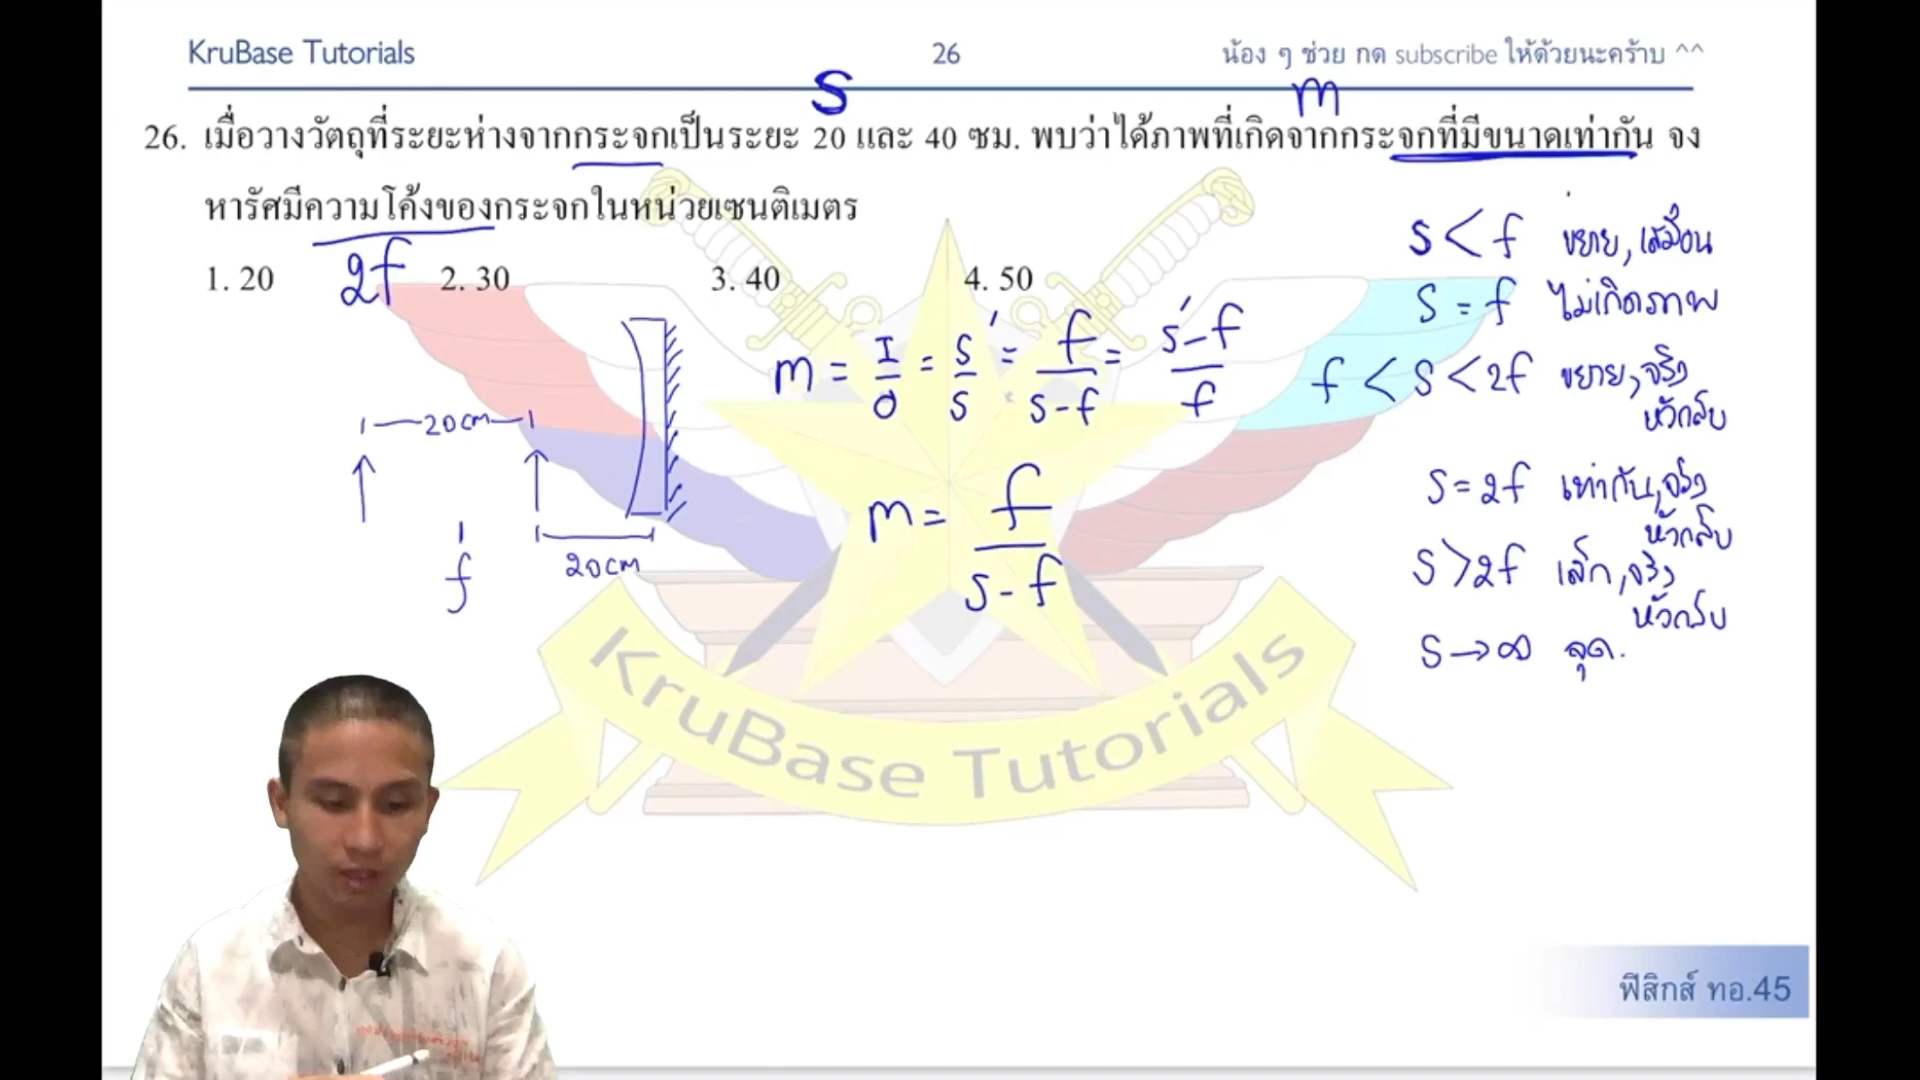 KruBase Tutorials 26 น้อง ๆ ช่วย กด subscribe ให้ด้วยนะคร้าบ ^^
S m
26. เมื่อวางวัตถุที่ระยะห่างจากกระจกเป็นระยะ 20 และ 40 ซม. พบว่าได้ภาพที่เกิดจากกระจกที่มีขนาดเท่ากัน จง
หารัศมีความโค้งของกระจกในหน่วยเซนติเมตร
1. 20 2. 30 3. 40 4. 50
2f
s < f ขยาย, เสมือน
s = f ไม่เกิดภาพ
f < s < 2f ขยาย, จริง
หัวกลับ
s = 2f เท่ากัน, จริง
หัวกลับ
s > 2f เล็ก, จริง
หัวกลับ
s → ∞ จุด.
m = I/O = s'/s = f/s-f = s'-f/f
m = f/s-f
20cm
f
20cm
KruBase Tutorials
ฟิสิกส์ ทอ.45